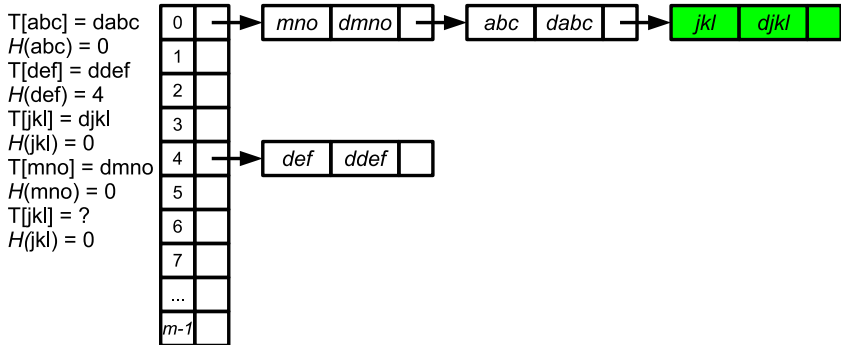 T[abc] = dabc
H(abc) = 0
T[def] = ddef
H(def) = 4
T[jkl] = djkl
H(jkl) = 0
T[mno] = dmno
H(mno) = 0
T[jkl] = ?
H(jkl) = 0
0 mno dmno abc dabc jkl djkl
1
2
3
4 def ddef
5
6
7
...
m-1